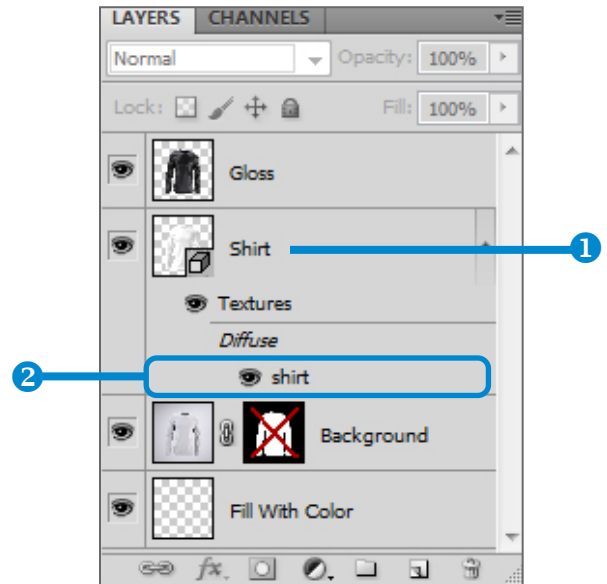 LAYERS CHANNELS
Normal Opacity: 100%
Lock: Fill: 100%
Gloss
Shirt 1
Textures
Diffuse
2 shirt
Background
Fill With Color
fx.